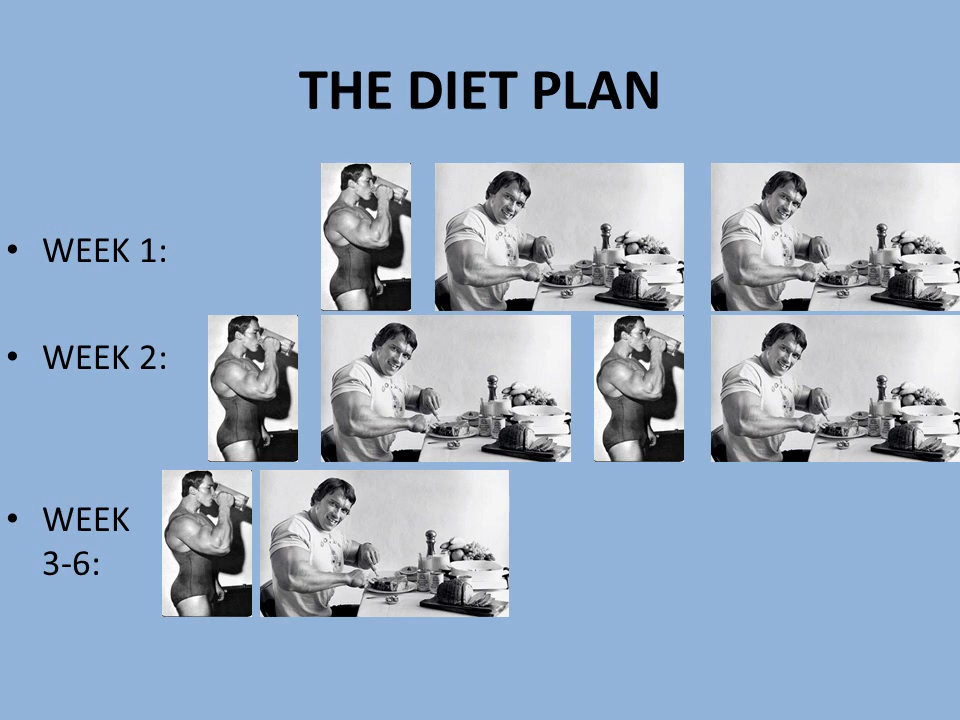 THE DIET PLAN
• WEEK 1:
• WEEK 2:
• WEEK
3-6: